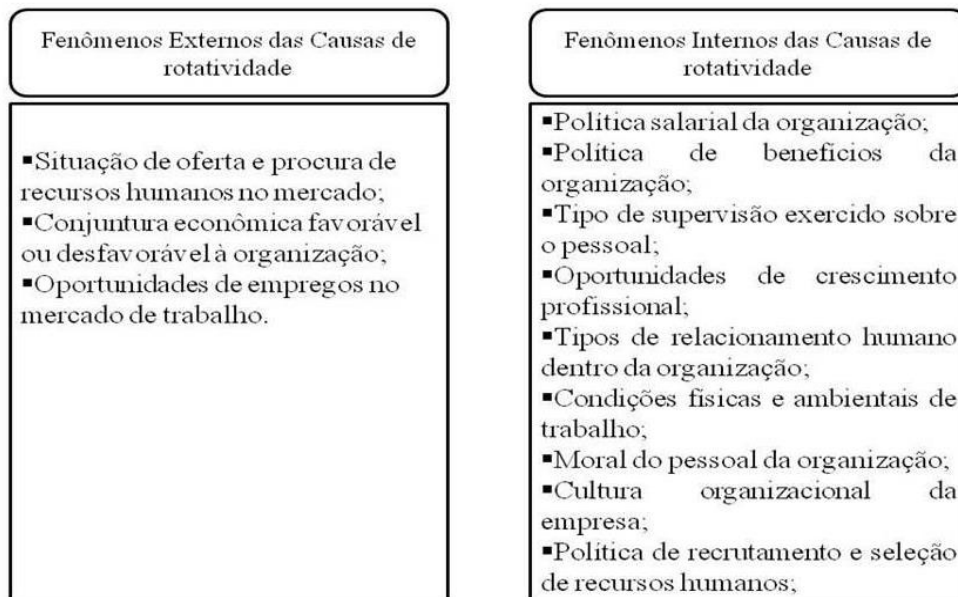 Fenômenos Externos das Causas de
rotatividade
▪Situação de oferta e procura de
recursos humanos no mercado;
▪Conjuntura econômica favorável
ou desfavorável à organização;
▪Oportunidades de empregos no
mercado de trabalho.
Fenômenos Internos das Causas de
rotatividade
▪Política salarial da organização;
▪Política de benefícios da
organização;
▪Tipo de supervisão exercido sobre
o pessoal;
▪Oportunidades de crescimento
profissional;
▪Tipos de relacionamento humano
dentro da organização;
▪Condições físicas e ambientais de
trabalho;
▪Moral do pessoal da organização;
▪Cultura organizacional da
empresa;
▪Política de recrutamento e seleção
de recursos humanos;